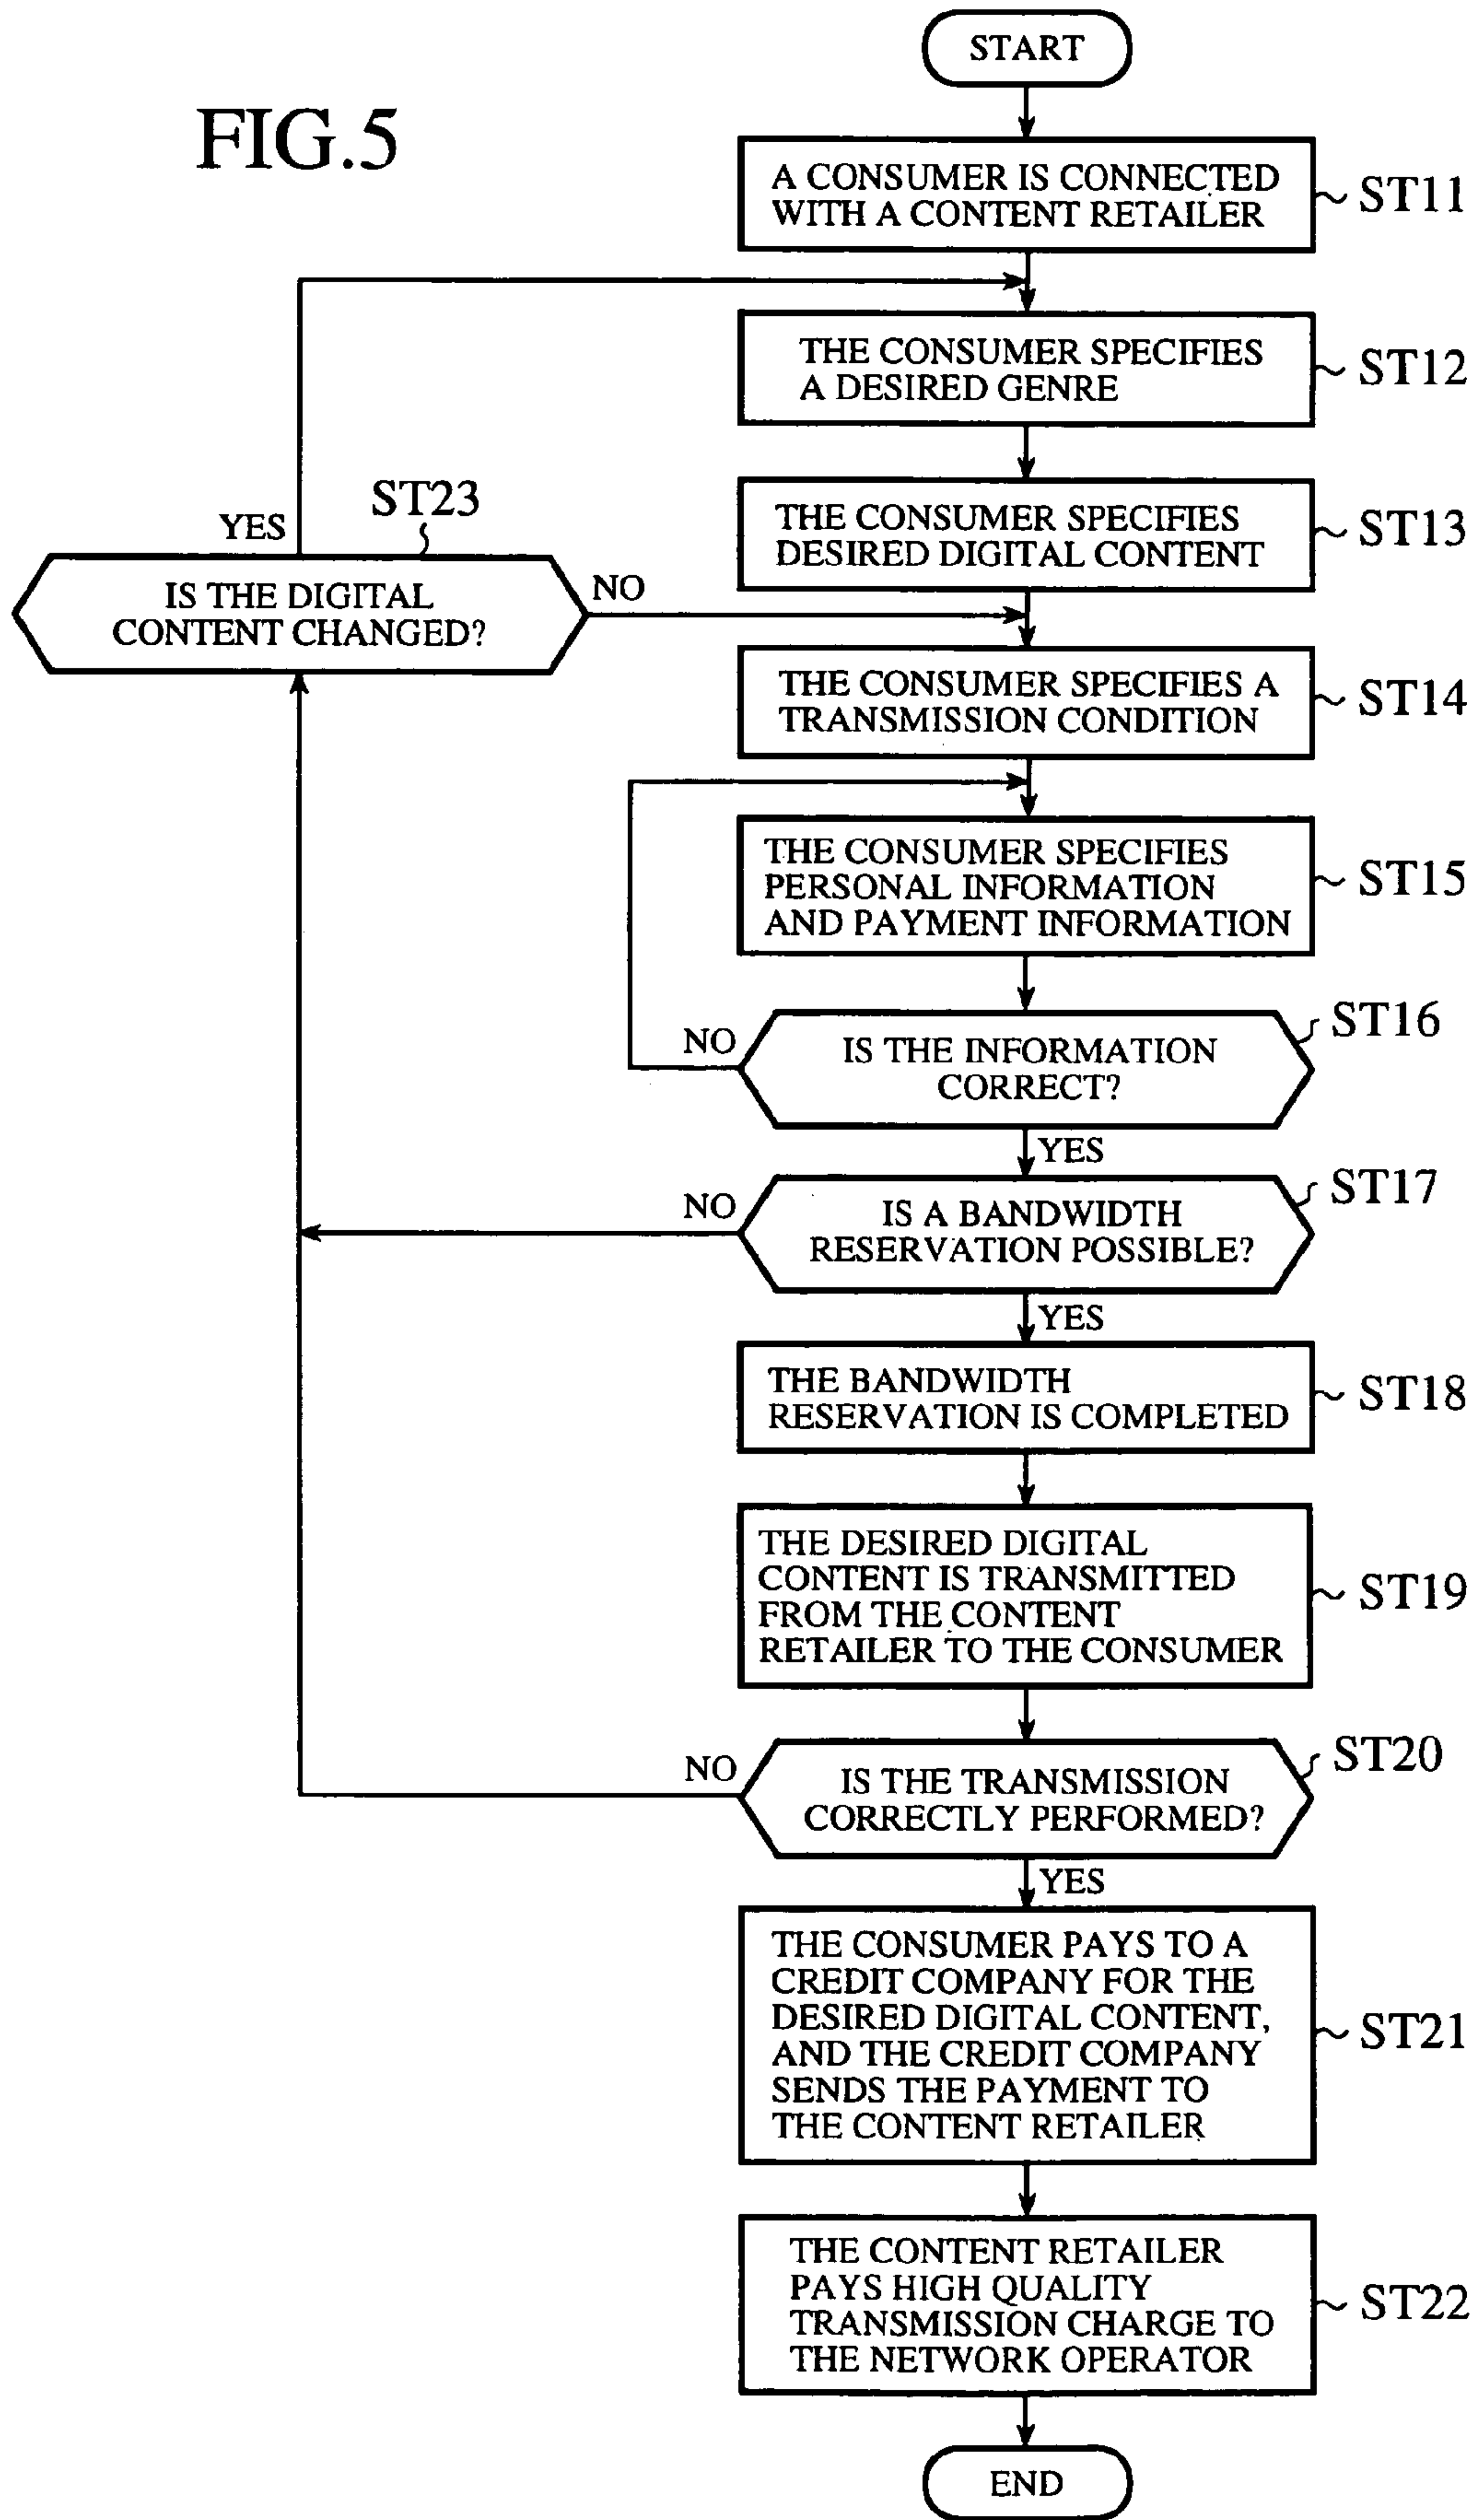 START
FIG.5
A CONSUMER IS CONNECTED
WITH A CONTENT RETAILER
ST11
THE CONSUMER SPECIFIES
A DESIRED GENRE
ST12
THE CONSUMER SPECIFIES
DESIRED DIGITAL CONTENT
ST13
YES
ST23
IS THE DIGITAL
CONTENT CHANGED?
NO
THE CONSUMER SPECIFIES A
TRANSMISSION CONDITION
ST14
THE CONSUMER SPECIFIES
PERSONAL INFORMATION
AND PAYMENT INFORMATION
ST15
NO
IS THE INFORMATION
CORRECT?
ST16
YES
NO
IS A BANDWIDTH
RESERVATION POSSIBLE?
ST17
YES
THE BANDWIDTH
RESERVATION IS COMPLETED
ST18
THE DESIRED DIGITAL
CONTENT IS TRANSMITTED
FROM THE CONTENT
RETAILER TO THE CONSUMER
ST19
NO
IS THE TRANSMISSION
CORRECTLY PERFORMED?
ST20
YES
THE CONSUMER PAYS TO A
CREDIT COMPANY FOR THE
DESIRED DIGITAL CONTENT,
AND THE CREDIT COMPANY
SENDS THE PAYMENT TO
THE CONTENT RETAILER
ST21
THE CONTENT RETAILER
PAYS HIGH QUALITY
TRANSMISSION CHARGE TO
THE NETWORK OPERATOR
ST22
END